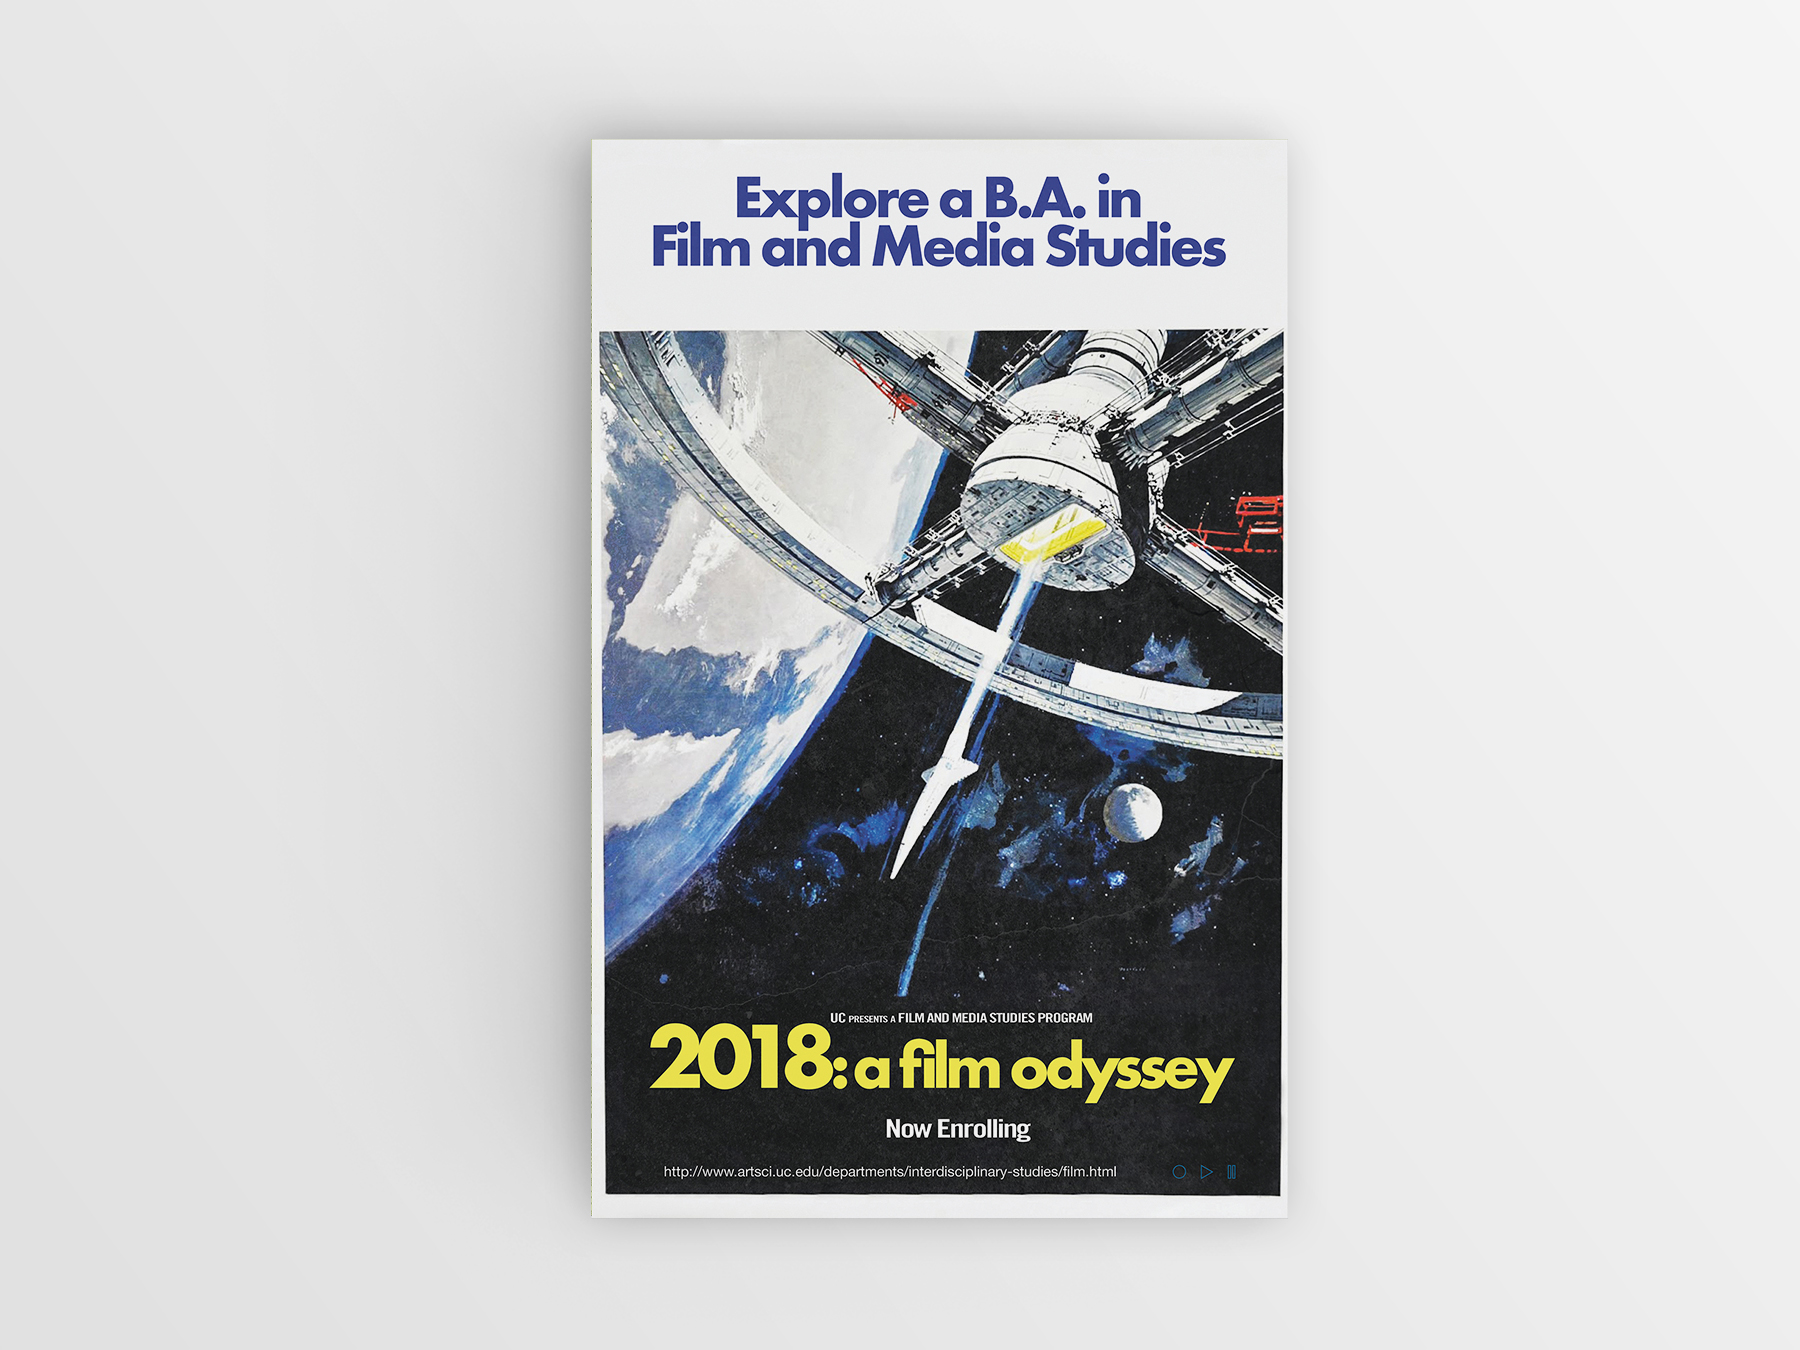 Explore a B.A. in
Film and Media Studies
UC PRESENTS A FILM AND MEDIA STUDIES PROGRAM
2018: a film odyssey
Now Enrolling
http://www.artsci.uc.edu/departments/interdisciplinary-studies/film.html